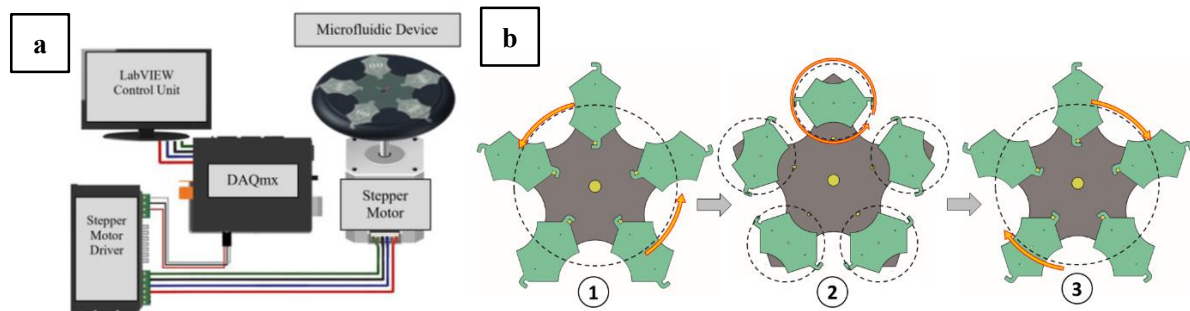 a
Microfluidic Device
LabVIEW
Control Unit
DAQmx
Stepper
Motor
Stepper
Motor
Driver
b
1
2
3